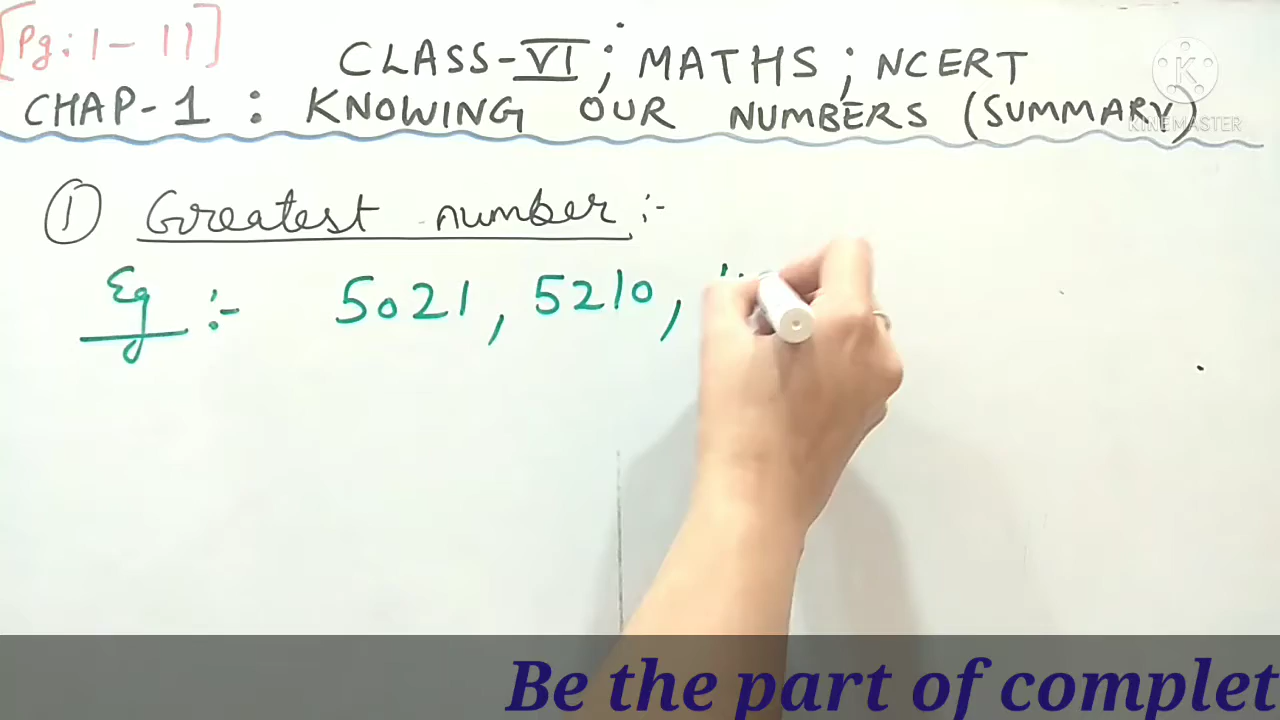 [Pg: 1 - 11]
CLASS-VI ; MATHS ; NCERT
CHAP-1 : KNOWING OUR NUMBERS (SUMMARY)
KINEMASTER
① Greatest number :-
Eg :- 5021, 5210,
Be the part of complet